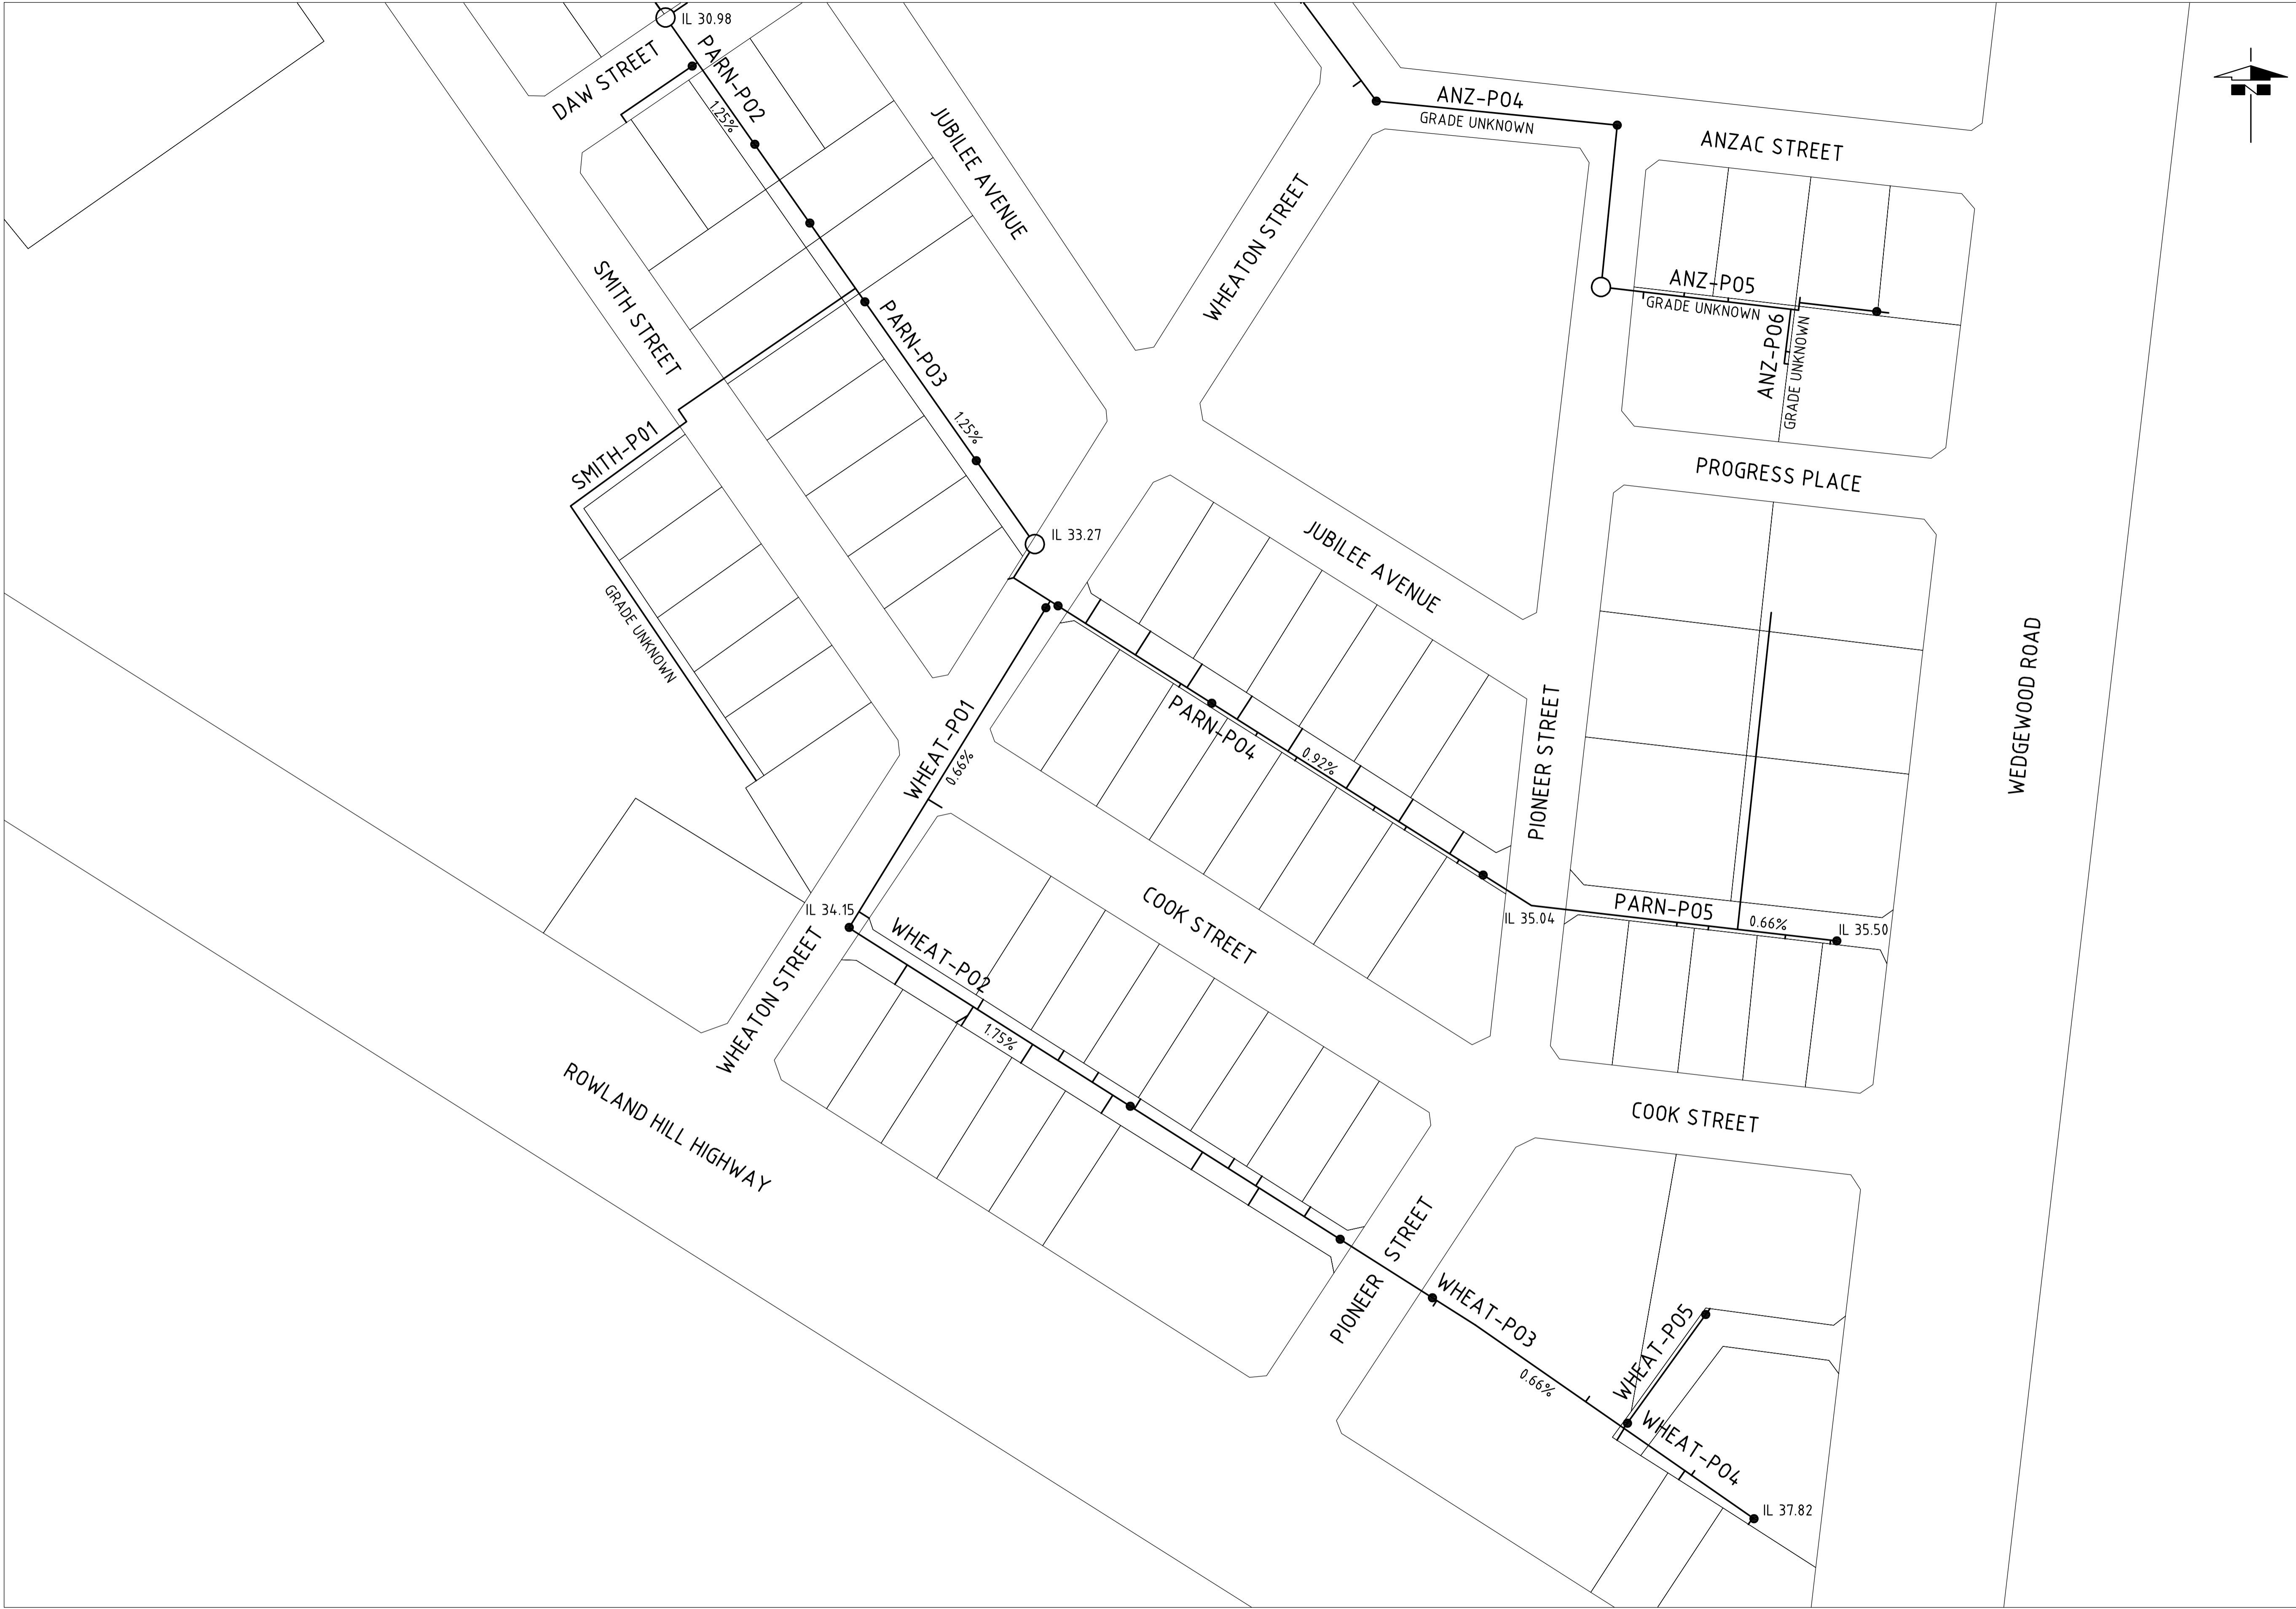 IL 30.98
DAW STREET
PARN-P02
1.25%
JUBILEE AVENUE
ANZ-P04
GRADE UNKNOWN
ANZAC STREET
N
WHEATON STREET
SMITH STREET
ANZ-P05
GRADE UNKNOWN
ANZ-P06
GRADE UNKNOWN
PARN-P03
1.25%
SMITH-P01
GRADE UNKNOWN
PROGRESS PLACE
IL 33.27
JUBILEE AVENUE
WEDGEWOOD ROAD
WHEAT-P01
0.66%
PARN-P04
0.92%
PIONEER STREET
IL 34.15
WHEAT-P02
1.75%
COOK STREET
IL 35.04
PARN-P05
0.66%
IL 35.50
WHEATON STREET
ROWLAND HILL HIGHWAY
COOK STREET
PIONEER STREET
WHEAT-P03
0.66%
WHEAT-P05
WHEAT-P04
IL 37.82